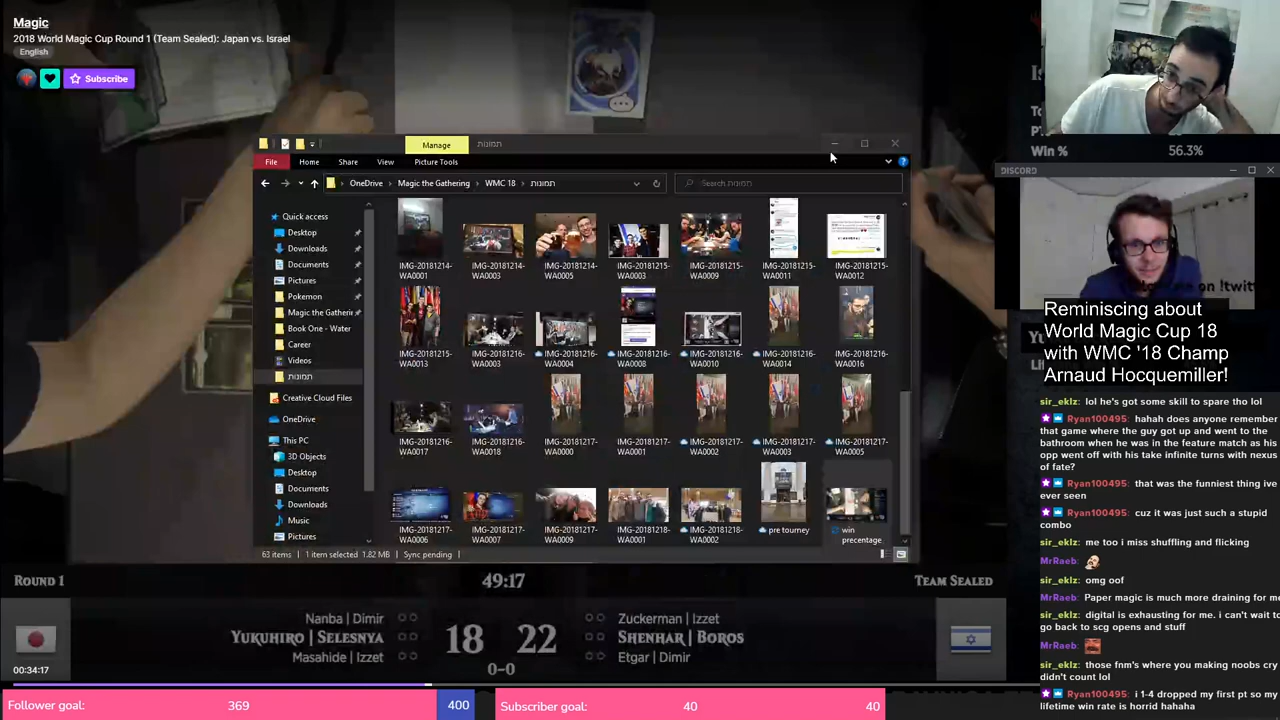 Magic
2018 World Magic Cup Round 1 (Team Sealed): Japan vs. Israel
English
Subscribe
Win %
56.3%
Manage
תמונות
File
Home
Share
View
Picture Tools
OneDrive
Magic the Gathering
WMC 18
תמונות
Search תמונות
Quick access
Desktop
Downloads
Documents
Pictures
Pokemon
Magic the Gatherin
Book One - Water
Career
Videos
תמונות
Creative Cloud Files
OneDrive
This PC
3D Objects
Desktop
Documents
Downloads
Music
Pictures
IMG-20181214-WA0001
IMG-20181214-WA0003
IMG-20181214-WA0005
IMG-20181215-WA0003
IMG-20181215-WA0009
IMG-20181215-WA0011
IMG-20181215-WA0012
IMG-20181215-WA0013
IMG-20181216-WA0003
IMG-20181216-WA0004
IMG-20181216-WA0008
IMG-20181216-WA0010
IMG-20181216-WA0014
IMG-20181216-WA0016
IMG-20181216-WA0017
IMG-20181216-WA0018
IMG-20181217-WA0000
IMG-20181217-WA0001
IMG-20181217-WA0002
IMG-20181217-WA0003
IMG-20181217-WA0005
IMG-20181217-WA0006
IMG-20181217-WA0007
IMG-20181217-WA0009
IMG-20181218-WA0001
IMG-20181218-WA0002
pre tourney
win precentage
63 items
1 item selected 1.82 MB
Sync pending
DISCORD
Reminiscing about
World Magic Cup 18
with WMC '18 Champ
Arnaud Hocquemiller!
sir_eklz: lol he's got some skill to spare tho lol
Ryan100495: hahah does anyone remember
that game where the guy got up and went to the
bathroom when he was in the feature match as his
opp went off with his take infinite turns with nexus
of fate?
Ryan100495: that was the funniest thing ive
ever seen
Ryan100495: cuz it was just such a stupid
combo
sir_eklz: me too i miss shuffling and flicking
MrRaeb:
sir_eklz: omg oof
MrRaeb: Paper magic is much more draining for me
sir_eklz: digital is exhausting for me. i can't wait to
go back to scg opens and stuff
MrRaeb:
sir_eklz: those fnm's where you making noobs cry
didn't count lol
Ryan100495: i 1-4 dropped my first pt so my
lifetime win rate is horrid hahaha
ROUND 1
49:17
TEAM SEALED
Nanba | Dimir
YUKUHIRO | SELESNYA
Masahide | Izzet
18
22
0-0
Zuckerman | Izzet
SHENHAR | BOROS
Etgar | Dimir
00:34:17
Follower goal:
369
400
Subscriber goal:
40
40